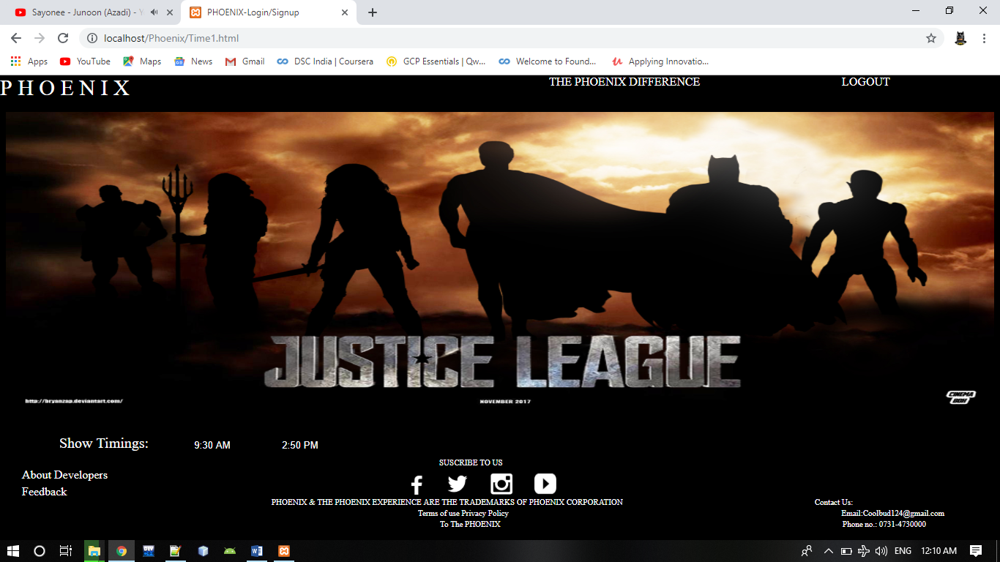 Sayonee - Junoon (Azadi) - Y
PHOENIX-Login/Signup
localhost/Phoenix/Time1.html
Apps YouTube Maps News Gmail DSC India | Coursera GCP Essentials | Qw... Welcome to Found... Applying Innovatio...
P H O E N I X
THE PHOENIX DIFFERENCE
LOGOUT
JUSTICE LEAGUE
http://bryanzap.deviantart.com/
NOVEMBER 2017
CINEMA
BOX
Show Timings: 9:30 AM 2:50 PM
SUSCRIBE TO US
About Developers
Feedback
PHOENIX & THE PHOENIX EXPERIENCE ARE THE TRADEMARKS OF PHOENIX CORPORATION
Terms of use Privacy Policy
To The PHOENIX
Contact Us:
Email:Coolbud124@gmail.com
Phone no.: 0731-4730000
DEV
W
ENG
12:10 AM